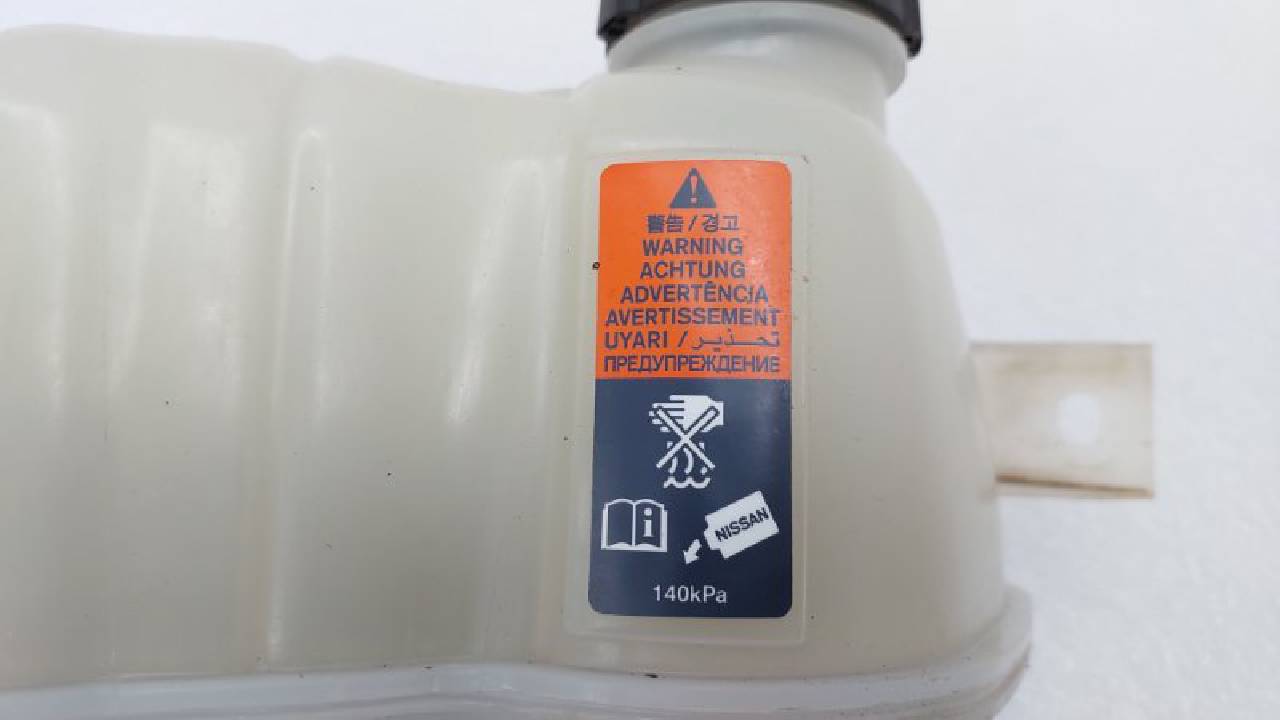 警告 / 경고
WARNING
ACHTUNG
ADVERTÊNCIA
AVERTISSEMENT
UYARI / تحذير
ПРЕДУПРЕЖДЕНИЕ
i
NISSAN
140kPa